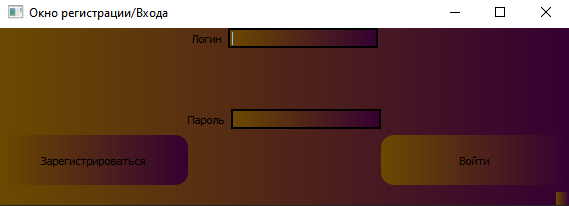 Окно регистрации/Входа
Логин
Пароль
Зарегистрироваться
Войти